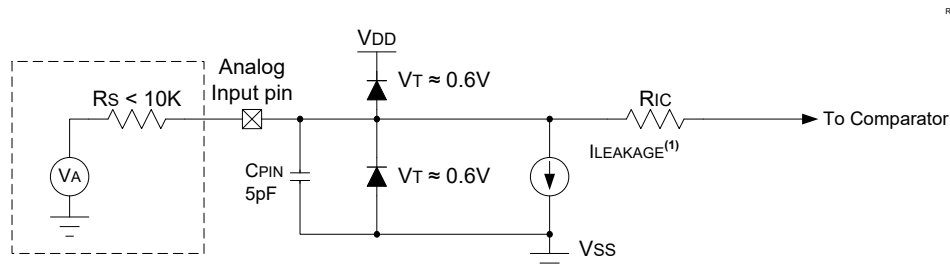 R
VDD
Analog
Input pin
VT ≈ 0.6V
RS < 10K
RIC
To Comparator
ILEAKAGE(1)
VA
CPIN
5pF
VT ≈ 0.6V
VSS